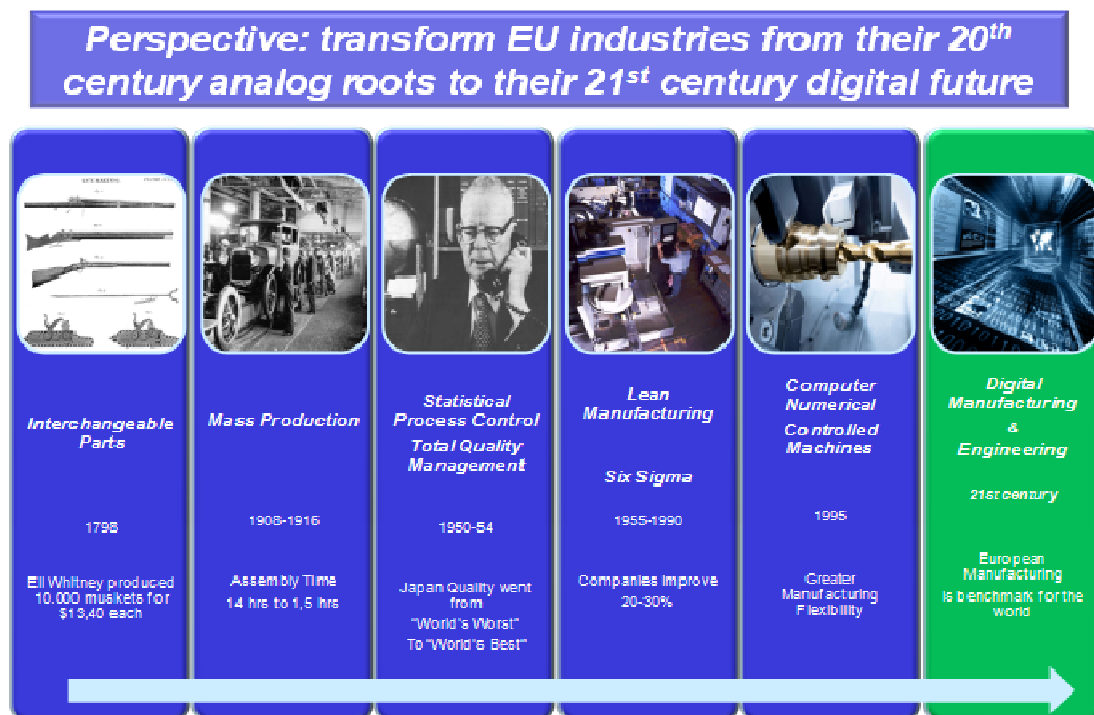 Perspective: transform EU industries from their 20th
century analog roots to their 21st century digital future
Interchangeable
Parts
1798
Eli Whitney produced
10.000 muskets for
$13,40 each
Mass Production
1908-1916
Assembly Time
14 hrs to 1,5 hrs
Statistical
Process Control
Total Quality
Management
1950-54
Japan Quality went
from
"World's Worst"
To "World's Best"
Lean
Manufacturing
Six Sigma
1955-1990
Companies Improve
20-30%
Computer
Numerical
Controlled
Machines
1995
Greater
Manufacturing
Flexibility
Digital
Manufacturing
&
Engineering
21st century
European
Manufacturing
is benchmark for the
world